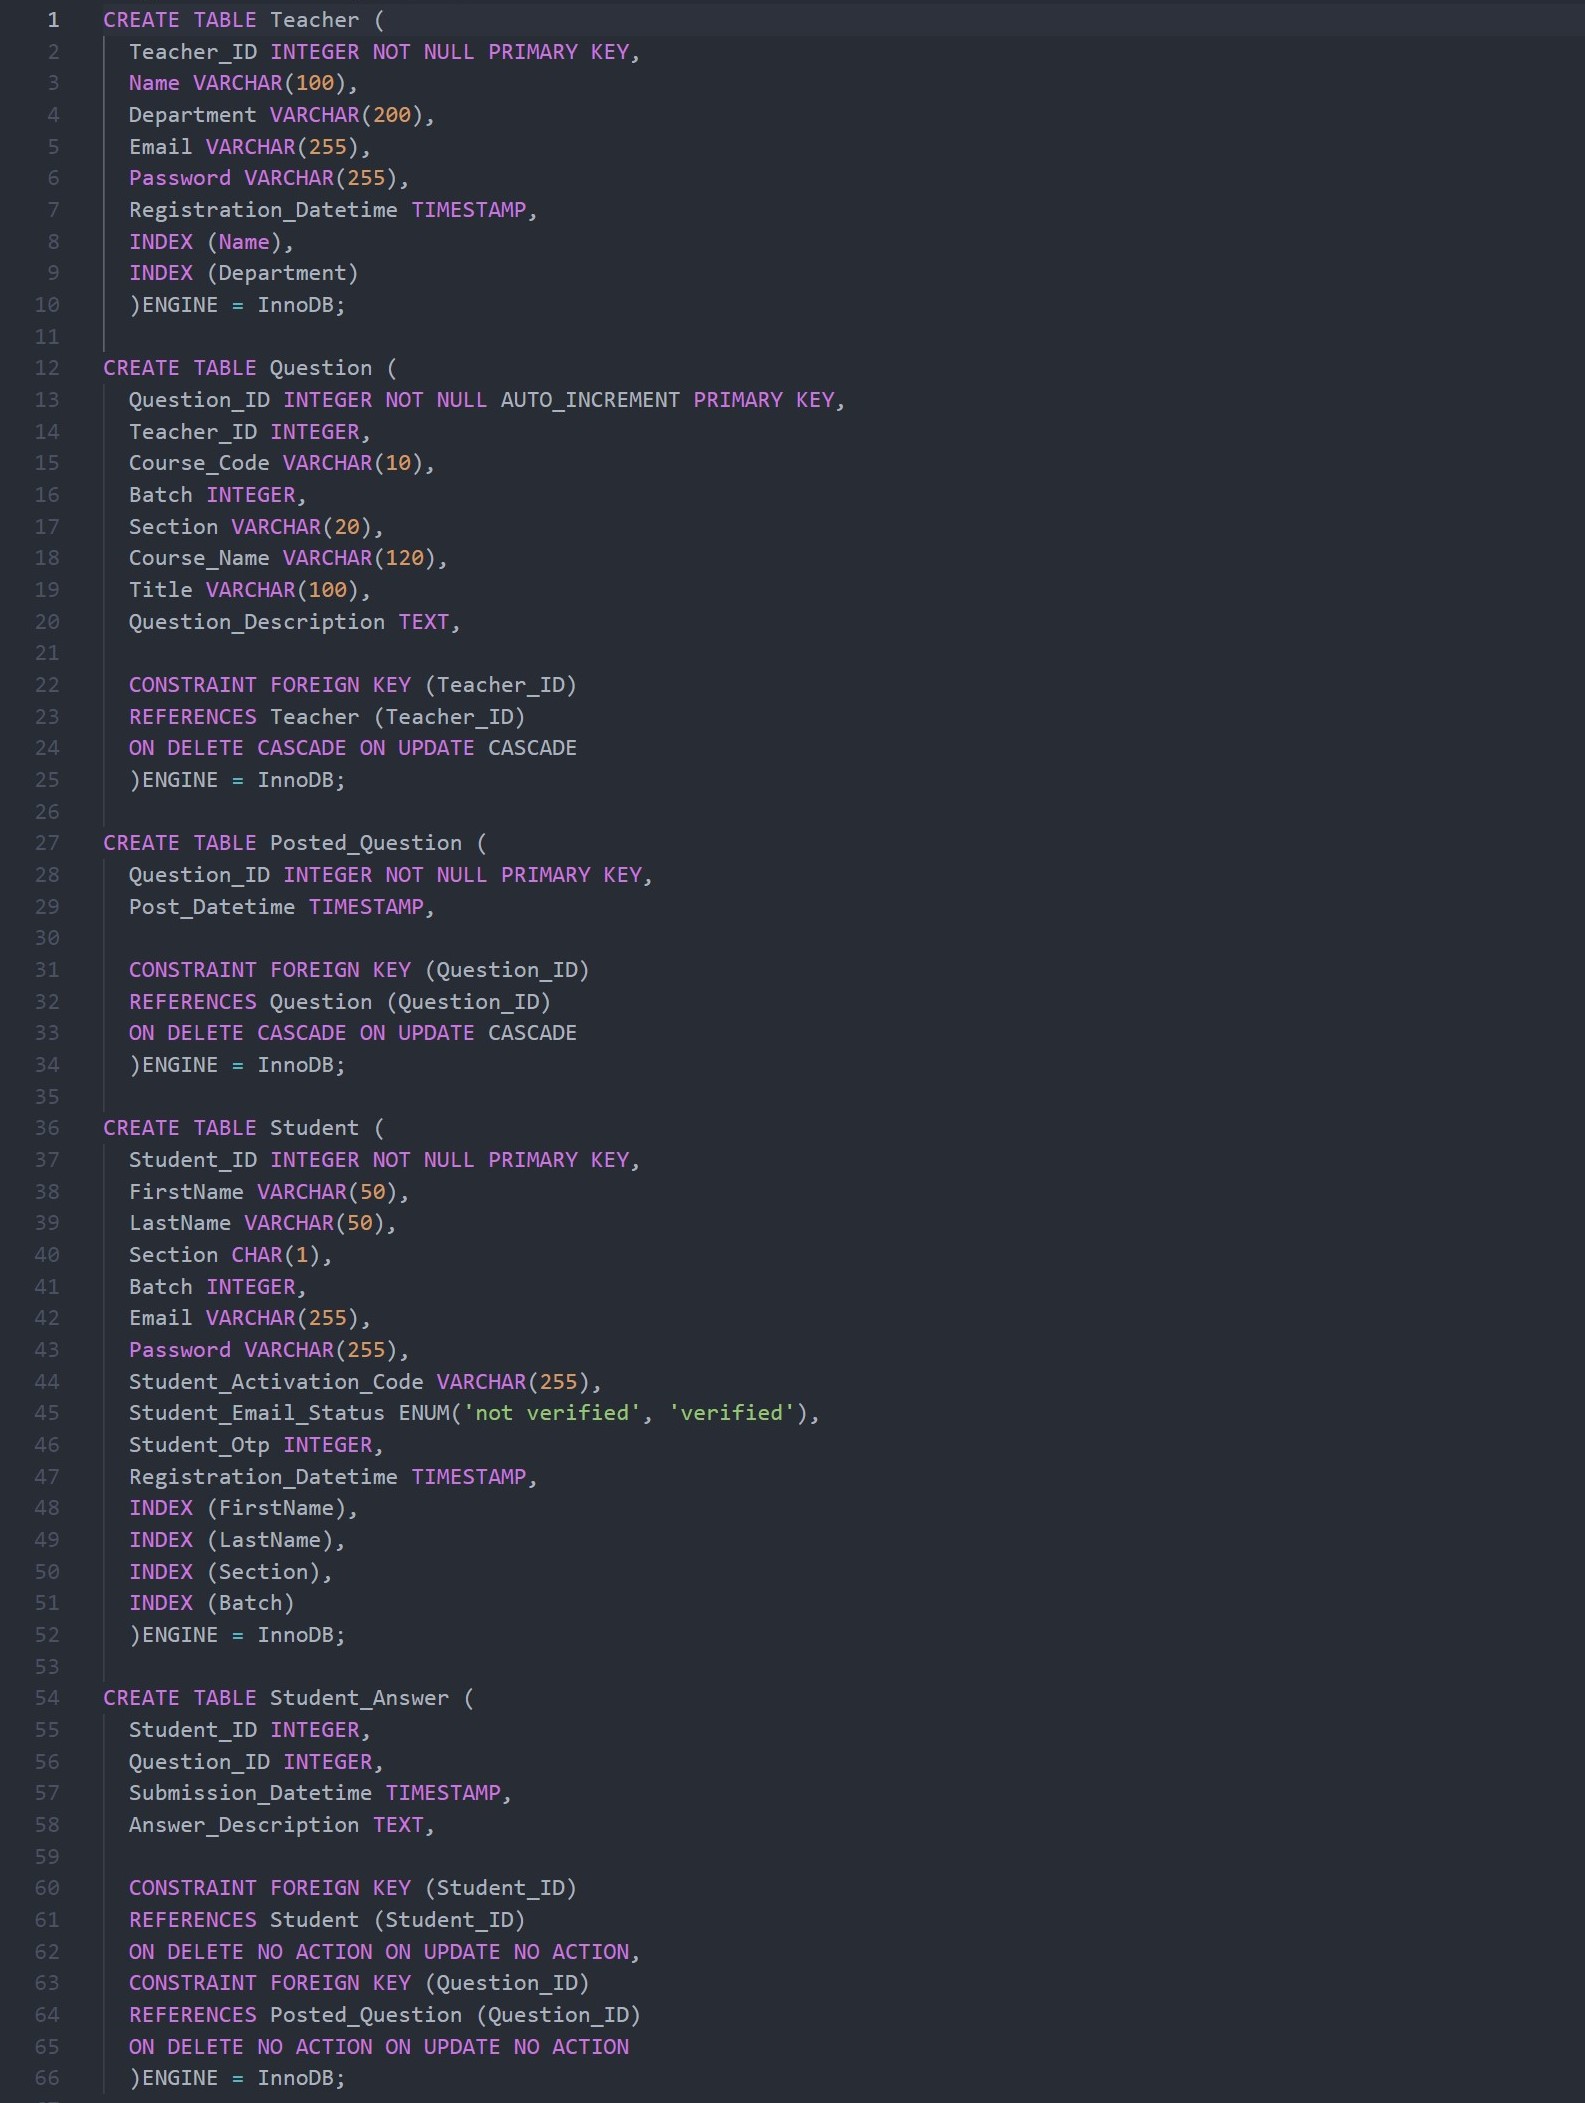 1 CREATE TABLE Teacher (
2 Teacher_ID INTEGER NOT NULL PRIMARY KEY,
3 Name VARCHAR(100),
4 Department VARCHAR(200),
5 Email VARCHAR(255),
6 Password VARCHAR(255),
7 Registration_Datetime TIMESTAMP,
8 INDEX (Name),
9 INDEX (Department)
10 )ENGINE = InnoDB;
11
12 CREATE TABLE Question (
13 Question_ID INTEGER NOT NULL AUTO_INCREMENT PRIMARY KEY,
14 Teacher_ID INTEGER,
15 Course_Code VARCHAR(10),
16 Batch INTEGER,
17 Section VARCHAR(20),
18 Course_Name VARCHAR(120),
19 Title VARCHAR(100),
20 Question_Description TEXT,
21
22 CONSTRAINT FOREIGN KEY (Teacher_ID)
23 REFERENCES Teacher (Teacher_ID)
24 ON DELETE CASCADE ON UPDATE CASCADE
25 )ENGINE = InnoDB;
26
27 CREATE TABLE Posted_Question (
28 Question_ID INTEGER NOT NULL PRIMARY KEY,
29 Post_Datetime TIMESTAMP,
30
31 CONSTRAINT FOREIGN KEY (Question_ID)
32 REFERENCES Question (Question_ID)
33 ON DELETE CASCADE ON UPDATE CASCADE
34 )ENGINE = InnoDB;
35
36 CREATE TABLE Student (
37 Student_ID INTEGER NOT NULL PRIMARY KEY,
38 FirstName VARCHAR(50),
39 LastName VARCHAR(50),
40 Section CHAR(1),
41 Batch INTEGER,
42 Email VARCHAR(255),
43 Password VARCHAR(255),
44 Student_Activation_Code VARCHAR(255),
45 Student_Email_Status ENUM('not verified', 'verified'),
46 Student_Otp INTEGER,
47 Registration_Datetime TIMESTAMP,
48 INDEX (FirstName),
49 INDEX (LastName),
50 INDEX (Section),
51 INDEX (Batch)
52 )ENGINE = InnoDB;
53
54 CREATE TABLE Student_Answer (
55 Student_ID INTEGER,
56 Question_ID INTEGER,
57 Submission_Datetime TIMESTAMP,
58 Answer_Description TEXT,
59
60 CONSTRAINT FOREIGN KEY (Student_ID)
61 REFERENCES Student (Student_ID)
62 ON DELETE NO ACTION ON UPDATE NO ACTION,
63 CONSTRAINT FOREIGN KEY (Question_ID)
64 REFERENCES Posted_Question (Question_ID)
65 ON DELETE NO ACTION ON UPDATE NO ACTION
66 )ENGINE = InnoDB;